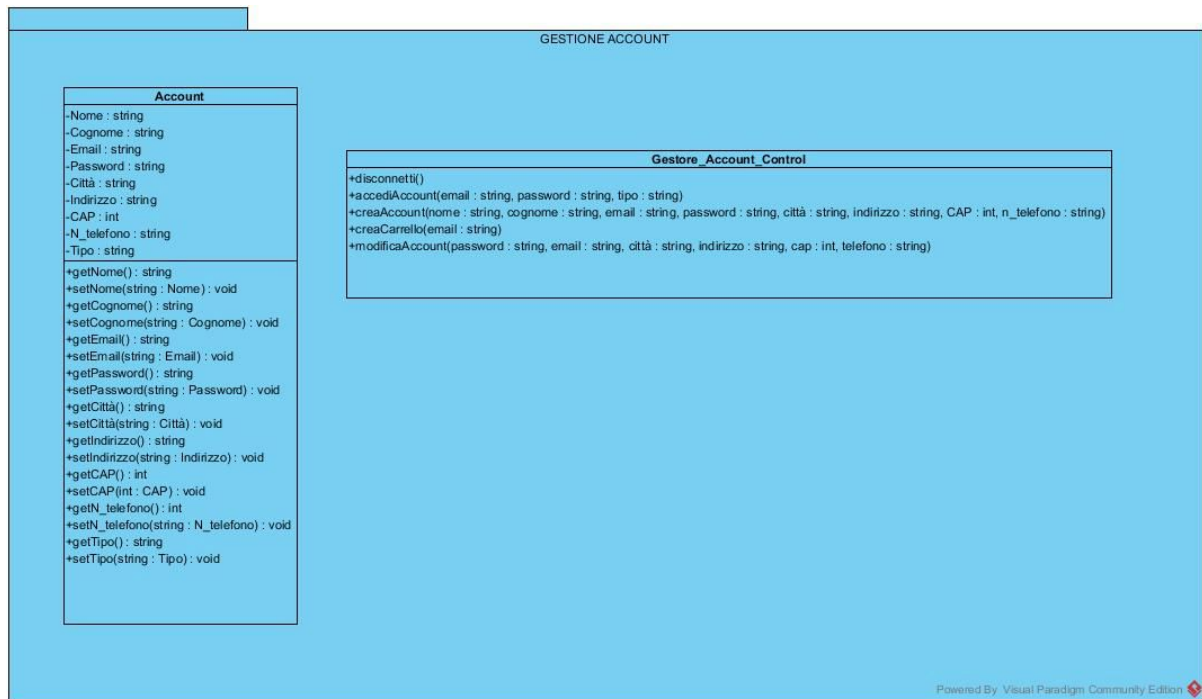 GESTIONE ACCOUNT
Account
-Nome : string
-Cognome : string
-Email : string
-Password : string
-Città : string
-Indirizzo : string
-CAP : int
-N_telefono : string
-Tipo : string
+getNome() : string
+setNome(string : Nome) : void
+getCognome() : string
+setCognome(string : Cognome) : void
+getEmail() : string
+setEmail(string : Email) : void
+getPassword() : string
+setPassword(string : Password) : void
+getCittà() : string
+setCittà(string : Città) : void
+getIndirizzo() : string
+setIndirizzo(string : Indirizzo) : void
+getCAP() : int
+setCAP(int : CAP) : void
+getN_telefono() : int
+setN_telefono(string : N_telefono) : void
+getTipo() : string
+setTipo(string : Tipo) : void
Gestore_Account_Control
+disconnetti()
+accediAccount(email : string, password : string, tipo : string)
+creaAccount(nome : string, cognome : string, email : string, password : string, città : string, indirizzo : string, CAP : int, n_telefono : string)
+creaCarrello(email : string)
+modificaAccount(password : string, email : string, città : string, indirizzo : string, cap : int, telefono : string)
Powered By Visual Paradigm Community Edition